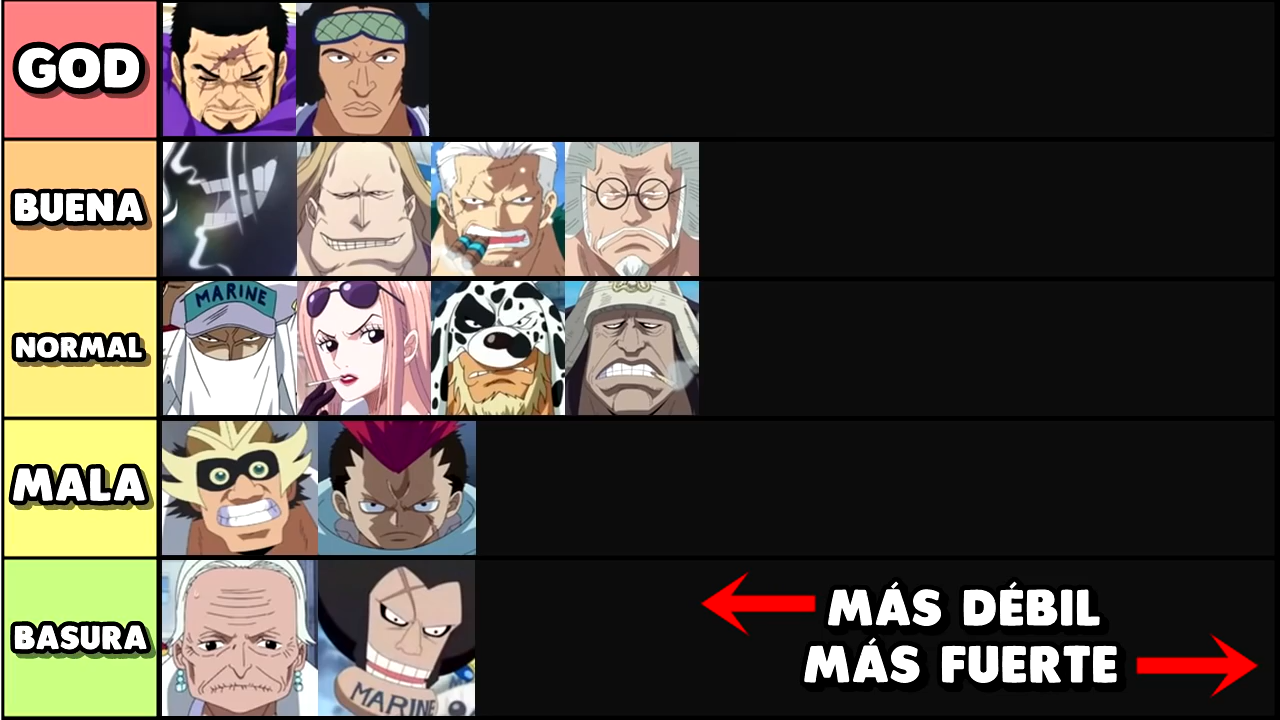 GOD
BUENA
NORMAL
MARINE
MALA
BASURA
MARINE
MÁS DÉBIL
MÁS FUERTE